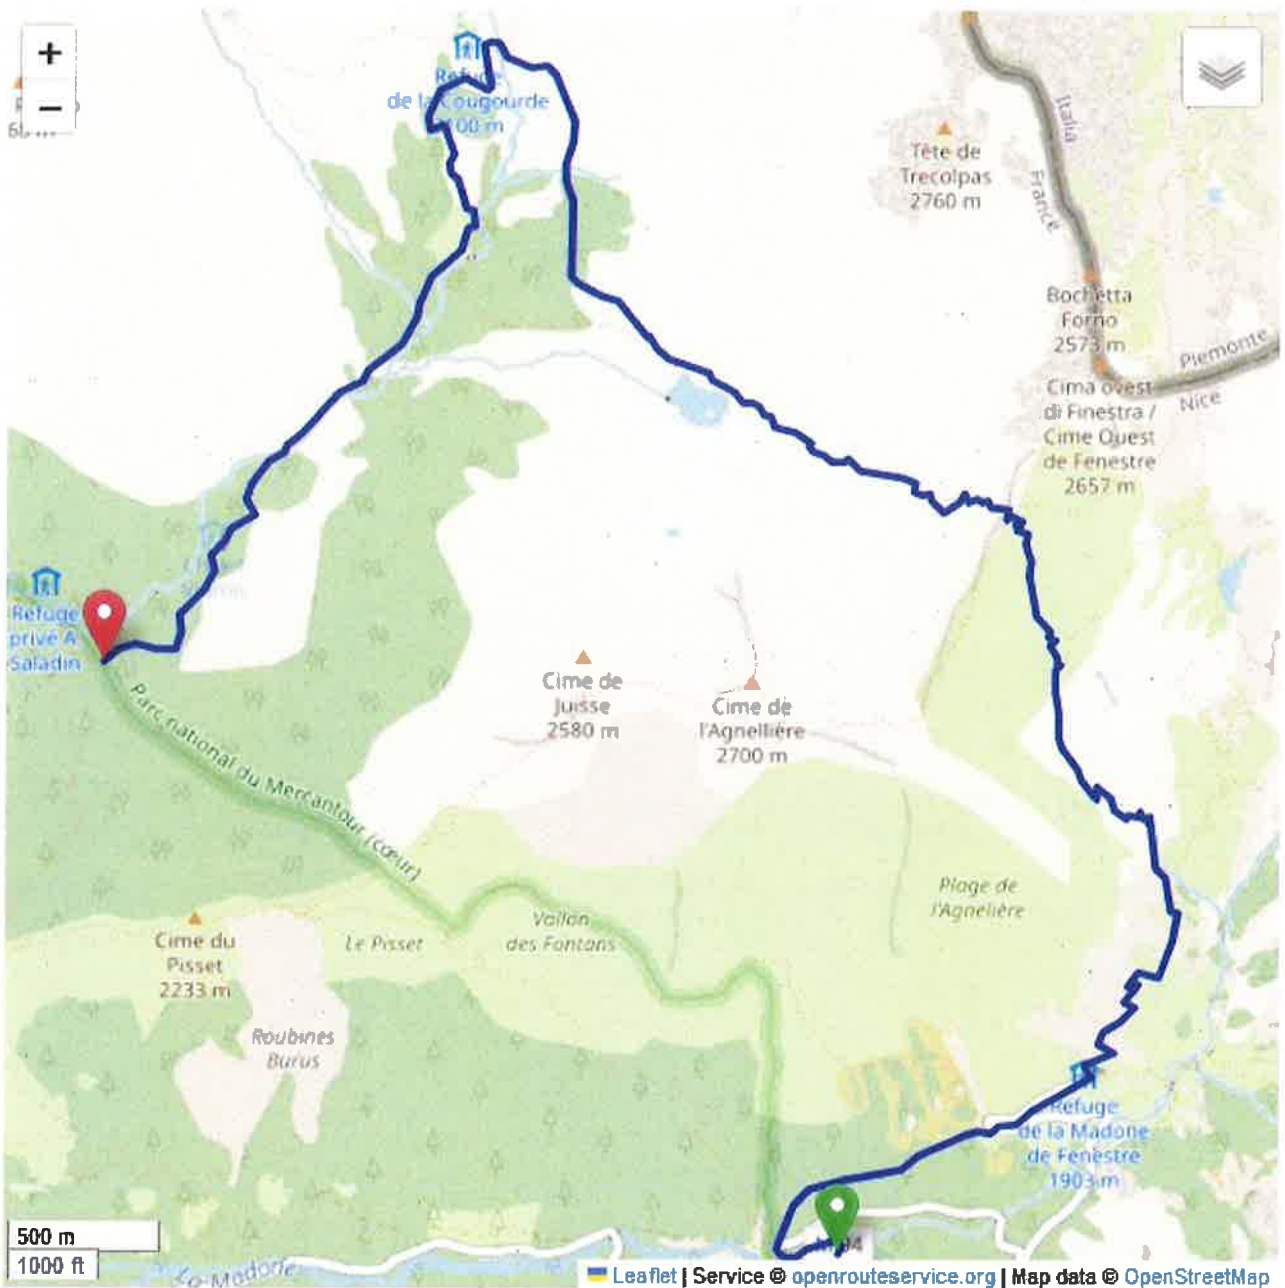 +
−
Refuge
de la Cougourde
100 m
Italia
France
Tête de
Trecolpas
2760 m
Bochetta
Forno
2573 m
Piemonte
Nice
Cima ovest
di Finestra /
Cime Ouest
de Fenestre
2657 m
Refuge
privé A
Saladin
Parc national du Mercantour (cœur)
Cime de
Juisse
2580 m
Cime de
l'Agnellière
2700 m
Plage de
l'Agnelière
Vallon
des Fontans
Le Pisset
Cime du
Pisset
2233 m
Roubines
Burus
Refuge
de la Madone
de Fenestre
1903 m
500 m
1000 ft
La Madone
Leaflet | Service © openrouteservice.org | Map data © OpenStreetMap